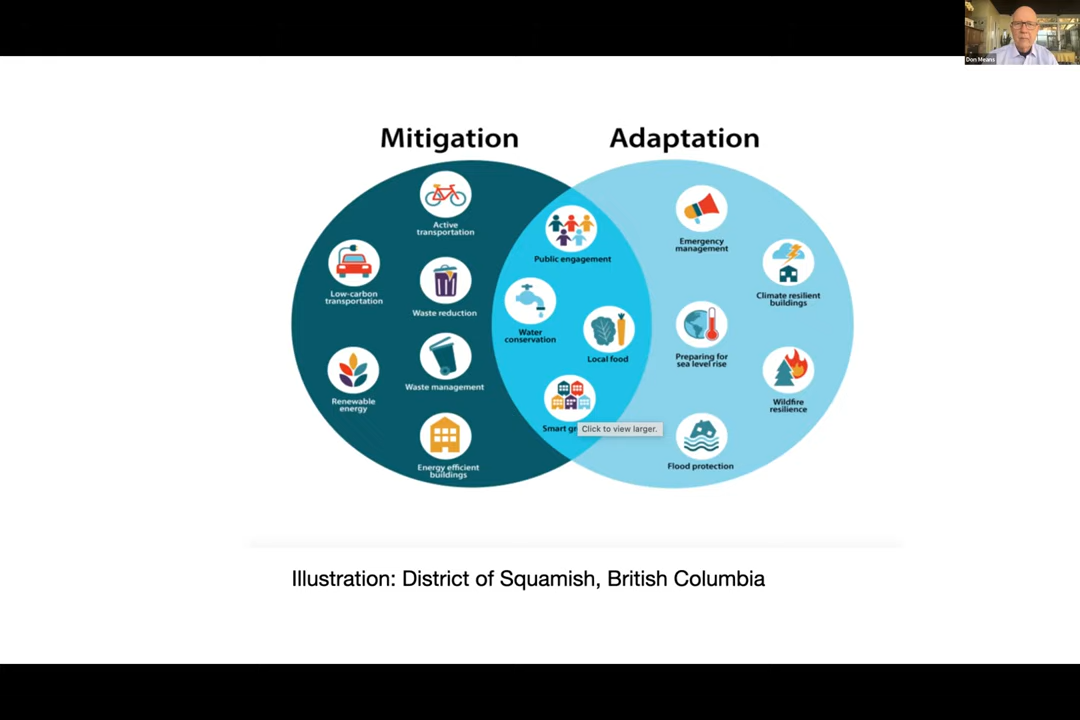 Don Means
Mitigation
Adaptation
Active
transportation
Low-carbon
transportation
Waste reduction
Waste management
Renewable
energy
Energy efficient
buildings
Public engagement
Water
conservation
Local food
Smart
Click to view larger.
Emergency
management
Climate resilient
buildings
Preparing for
sea level rise
Wildfire
resilience
Flood protection
Illustration: District of Squamish, British Columbia